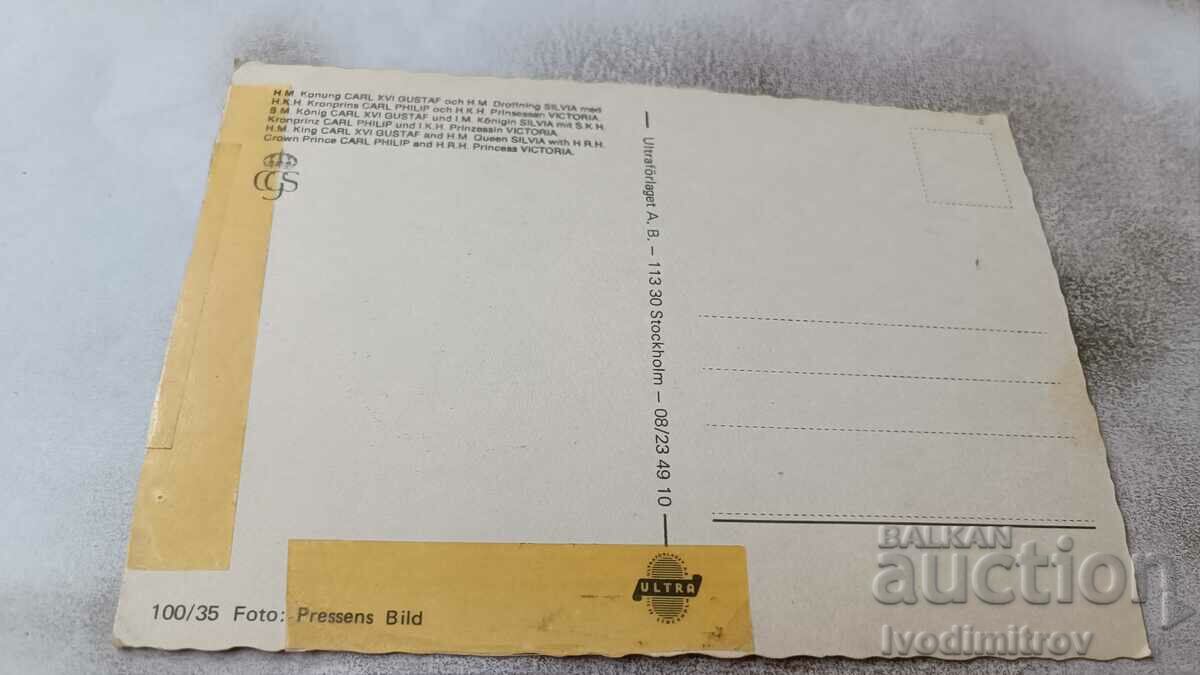 H.M. Konung CARL XVI GUSTAF och H.M. Drottning SILVIA med
H.K.H. Kronprins CARL PHILIP och H.K.H. Prinsessan VICTORIA.
S.M. König CARL XVI GUSTAF und I.M. Königin SILVIA mit S.K.H.
Kronprinz CARL PHILIP und I.K.H. Prinzessin VICTORIA.
H.M. King CARL XVI GUSTAF and H.M. Queen SILVIA with H.R.H.
Crown Prince CARL PHILIP and H.R.H. Princess VICTORIA.
CGS
Ultraförlaget A.B. – 113 30 Stockholm – 08/23 49 10
ULTRA
100/35 Foto: Pressens Bild
BALKAN
auction
Ivodimitrov